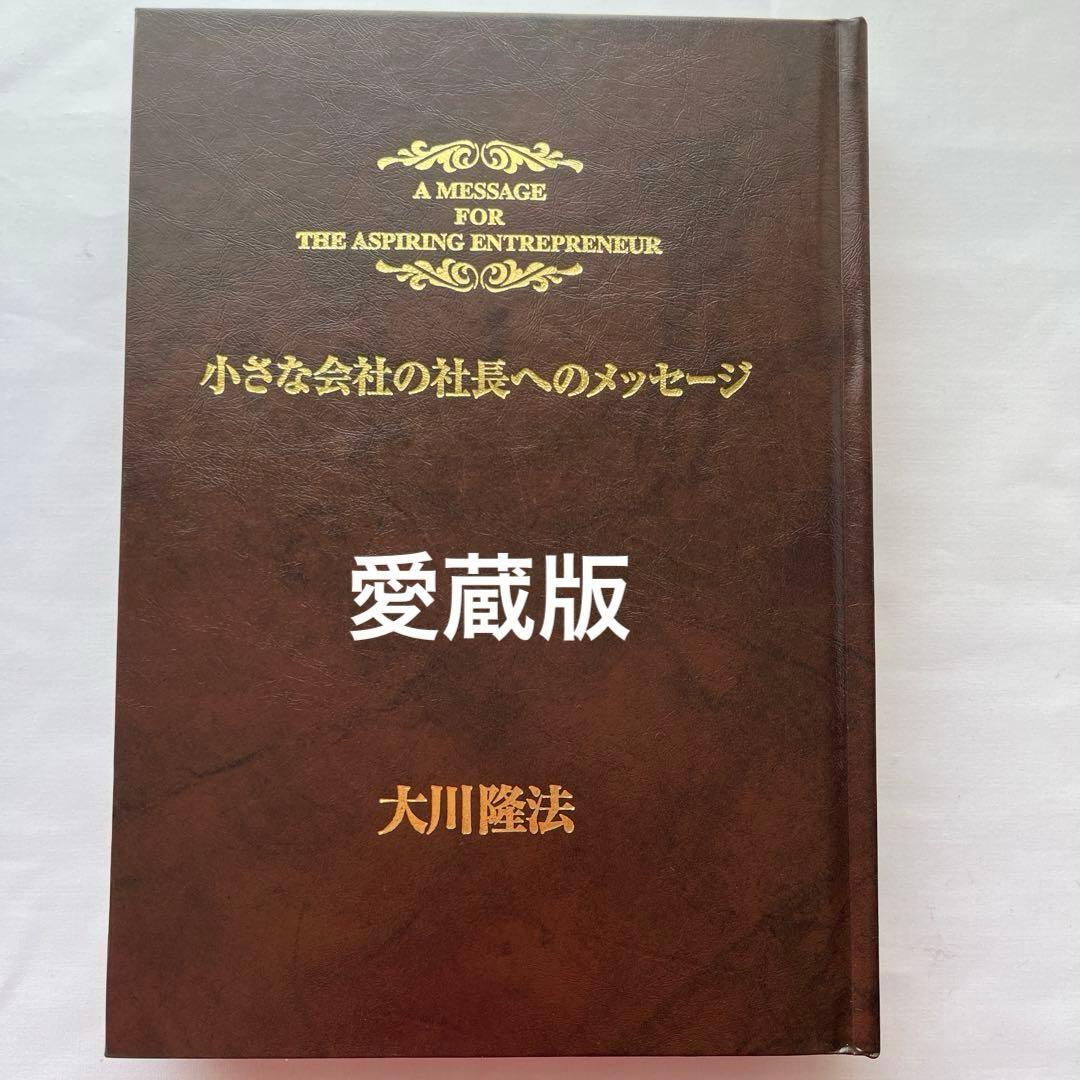 A MESSAGE
FOR
THE ASPIRING ENTREPRENEUR
小さな会社の社長へのメッセージ
愛蔵版
大川隆法